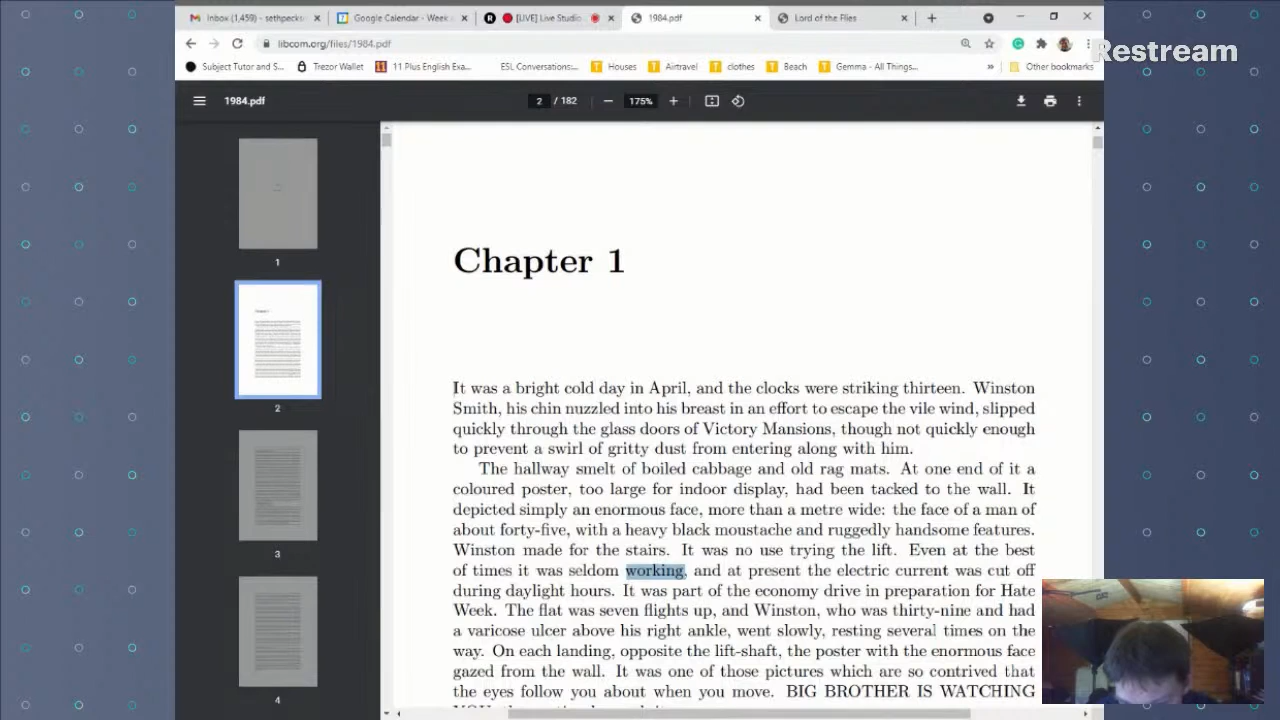 Inbox (1,459) - sethpecks
Google Calendar - Week
[LIVE] Live Studio
1984.pdf
Lord of the Flies
libcom.org/files/1984.pdf
Restream
Subject Tutor and S...
Trezor Wallet
11 Plus English Exa...
ESL Conversations:...
Houses
Airtravel
clothes
Beach
Gemma - All Things...
»
Other bookmarks
1984.pdf
2 / 182
175%
1
2
3
4
Chapter 1
It was a bright cold day in April, and the clocks were striking thirteen. Winston
Smith, his chin nuzzled into his breast in an effort to escape the vile wind, slipped
quickly through the glass doors of Victory Mansions, though not quickly enough
to prevent a swirl of gritty dust from entering along with him.
The hallway smelt of boiled cabbage and old rag mats. At one end of it a
coloured poster, too large for indoor display, had been tacked to the wall. It
depicted simply an enormous face, more than a metre wide: the face of a man of
about forty-five, with a heavy black moustache and ruggedly handsome features.
Winston made for the stairs. It was no use trying the lift. Even at the best
of times it was seldom working, and at present the electric current was cut off
during daylight hours. It was part of the economy drive in preparation for Hate
Week. The flat was seven flights up, and Winston, who was thirty-nine and had
a varicose ulcer above his right ankle, went slowly, resting several times on the
way. On each landing, opposite the lift-shaft, the poster with the enormous face
gazed from the wall. It was one of those pictures which are so contrived that
the eyes follow you about when you move. BIG BROTHER IS WATCHING